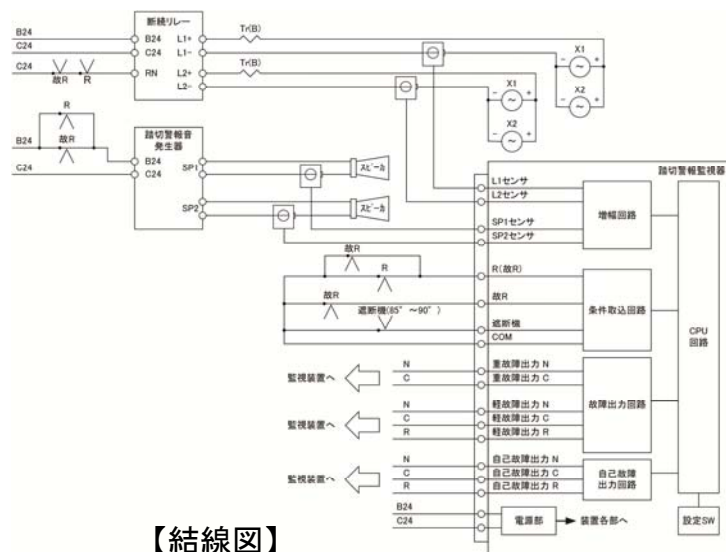 断続リレー
B24
B24
L1+
Tr(B)
C24
C24
L1-
X1
C24
RN
L2+
Tr(B)
故R
R
L2-
X1
X2
X2
R
故R
B24
C24
踏切警報音
発生器
B24
C24
SP1
SP2
スピーカ
スピーカ
踏切警報監視器
L1センサ
L2センサ
SP1センサ
SP2センサ
増幅回路
故R
R
R(故R)
故R
故R
遮断機(85°~90°)
遮断機
COM
条件取込回路
CPU
回路
監視装置へ
N
重故障出力 N
C
重故障出力 C
監視装置へ
N
軽故障出力 N
C
軽故障出力 C
R
軽故障出力 R
故障出力回路
監視装置へ
N
自己故障出力 N
C
自己故障出力 C
R
自己故障出力 R
自己故障
出力回路
B24
C24
電源部
装置各部へ
設定SW
【結線図】